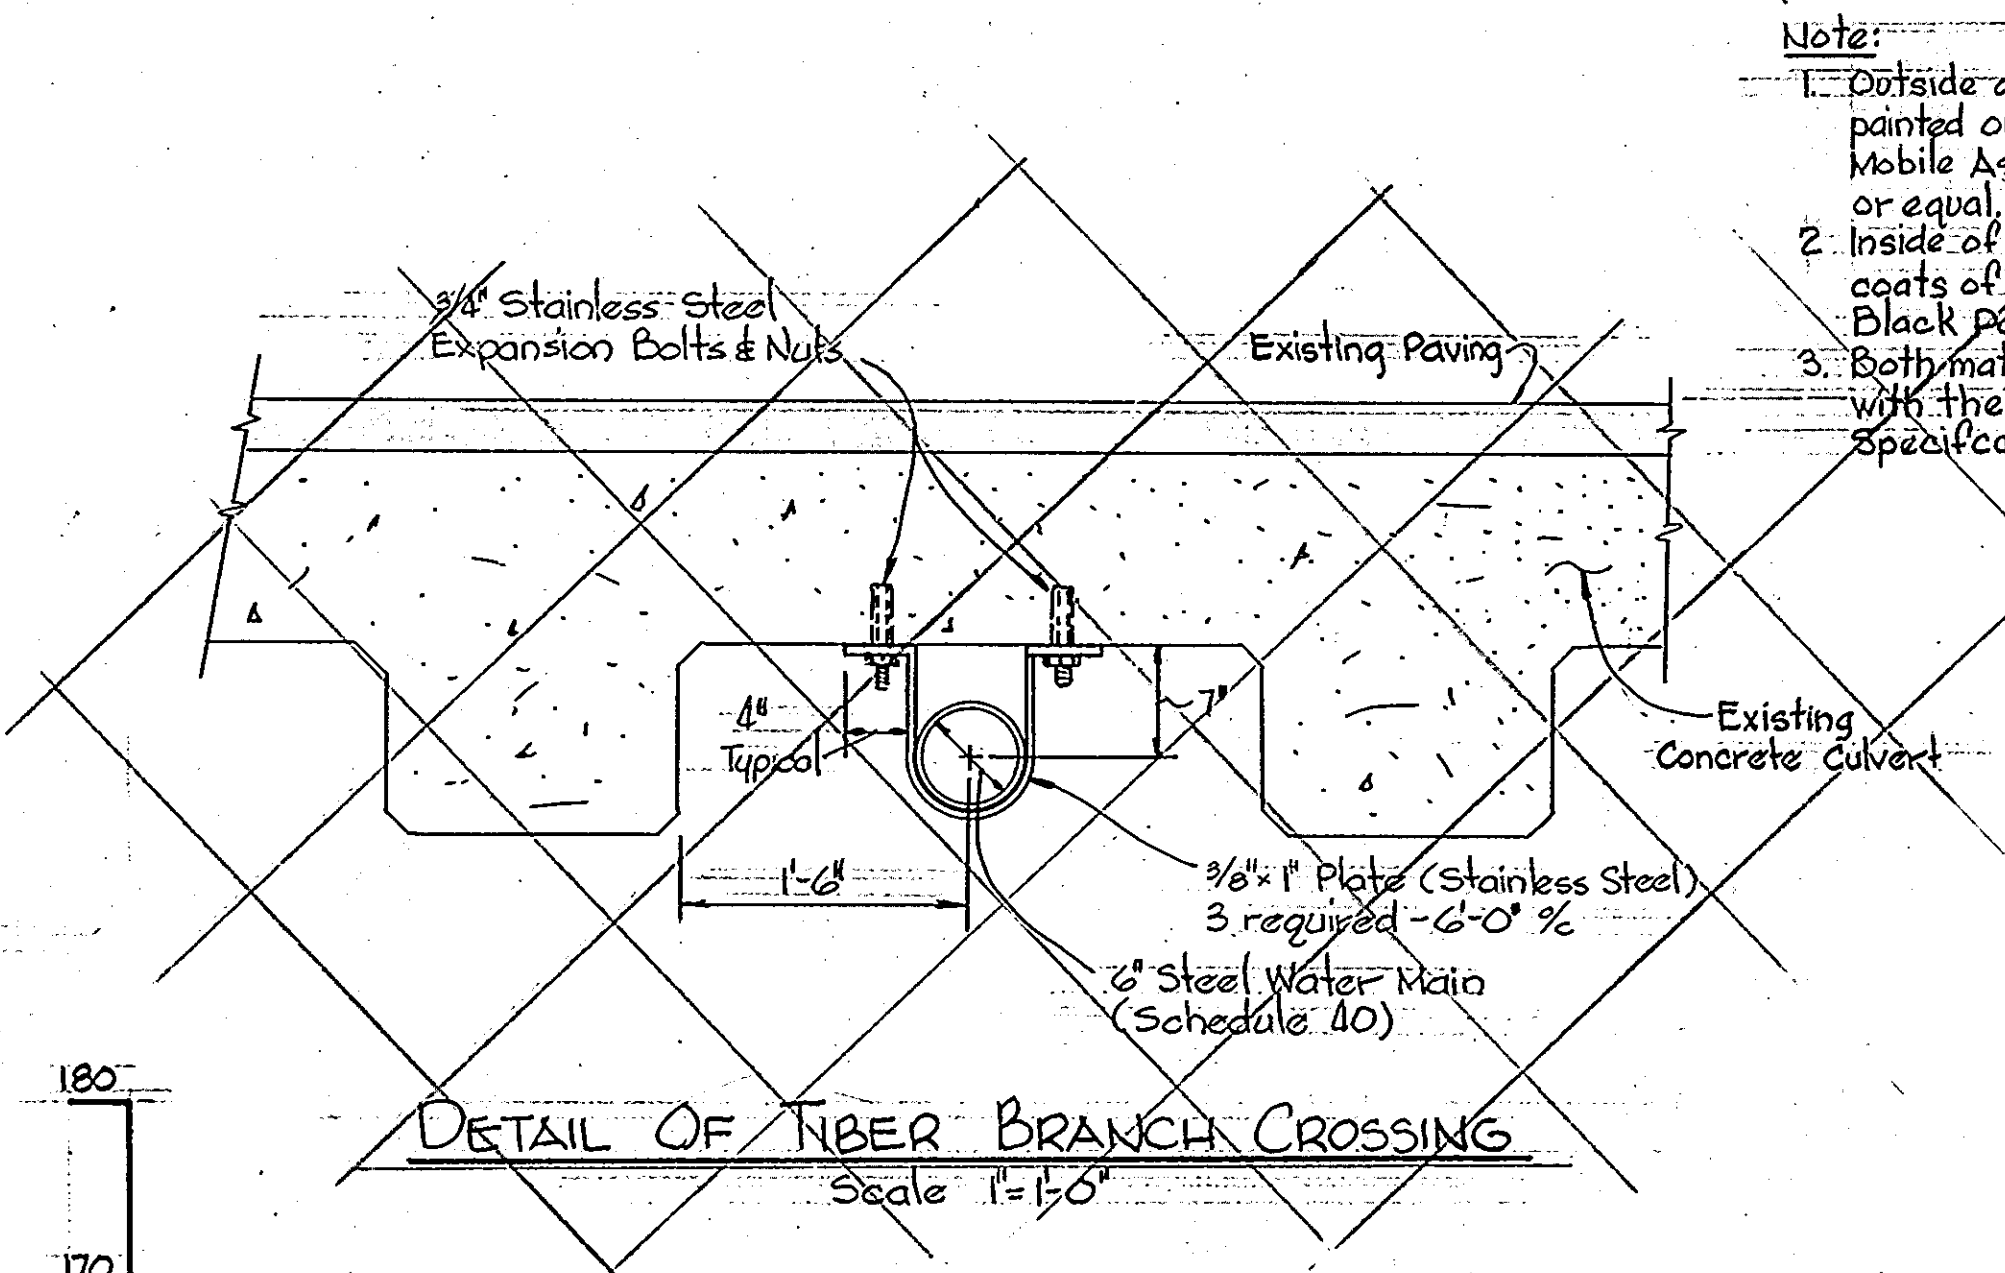 Note:
1. Outside
painted
Mobile
or equal.
2 Inside of
coats of
Black
3. Both
with the
3/4" Stainless Steel
Expansion Bolts & Nuts
Existing Paving
4"
Typical
7"
Existing
Concrete Culvert
1'-6"
3/8" x 1" Plate (Stainless Steel)
3 required - 6'-0" o/c
6" Steel Water Main
(Schedule 40)
DETAIL OF TIBER BRANCH CROSSING
Scale 1" = 1'-0"
180
170